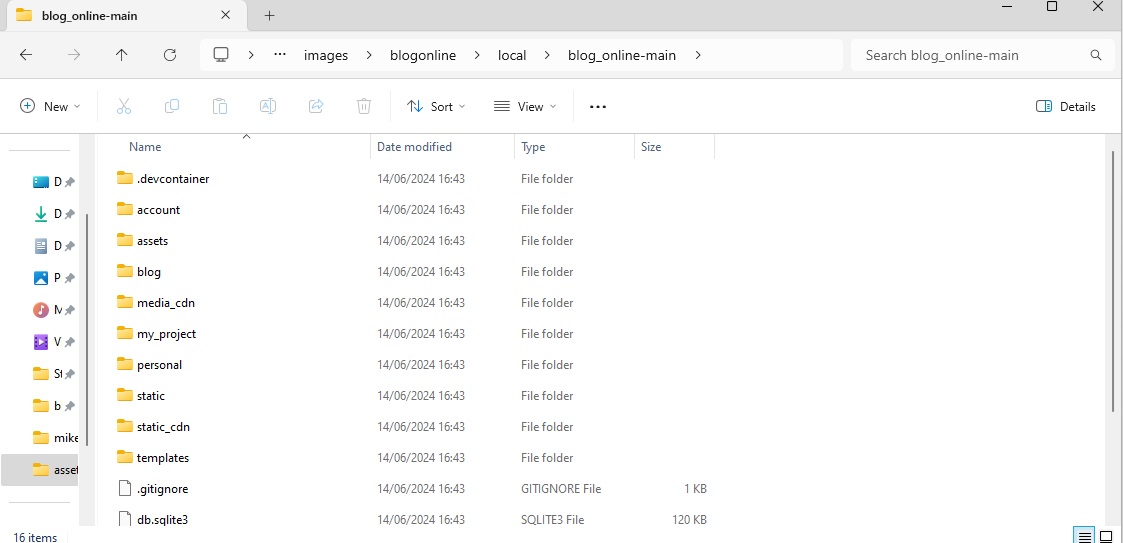 blog_online-main
... images blogonline local blog_online-main Search blog_online-main
New Sort View ... Details
Name Date modified Type Size
.devcontainer 14/06/2024 16:43 File folder
account 14/06/2024 16:43 File folder
assets 14/06/2024 16:43 File folder
blog 14/06/2024 16:43 File folder
media_cdn 14/06/2024 16:43 File folder
my_project 14/06/2024 16:43 File folder
personal 14/06/2024 16:43 File folder
static 14/06/2024 16:43 File folder
static_cdn 14/06/2024 16:43 File folder
templates 14/06/2024 16:43 File folder
.gitignore 14/06/2024 16:43 GITIGNORE File 1 KB
db.sqlite3 14/06/2024 16:43 SQLITE3 File 120 KB
D
D
D
P
M
V
St
b
mike
asset
16 items